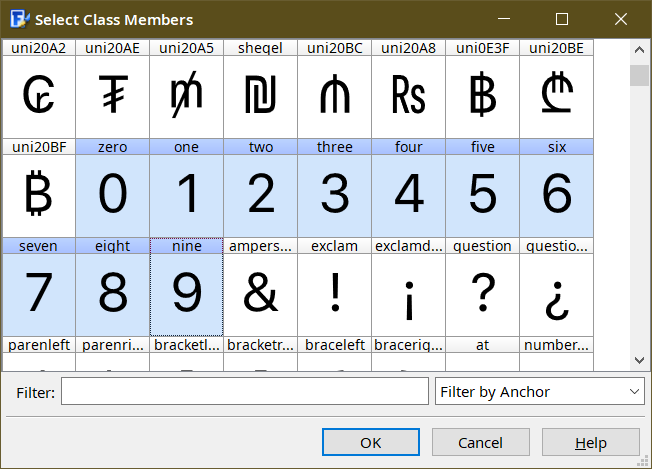 Select Class Members
uni20A2 uni20AE uni20A5 sheqel uni20BC uni20A8 uni0E3F uni20BE
₢ ₮ ₥ ₪ ₼ ₨ ฿ ₾
uni20BF zero one two three four five six
₿ 0 1 2 3 4 5 6
seven eight nine ampers... exclam exclamd... question questio...
7 8 9 & ! ¡ ? ¿
parenleft parenri... bracketl... bracketr... braceleft braceriq... at number...
Filter: Filter by Anchor
OK Cancel Help